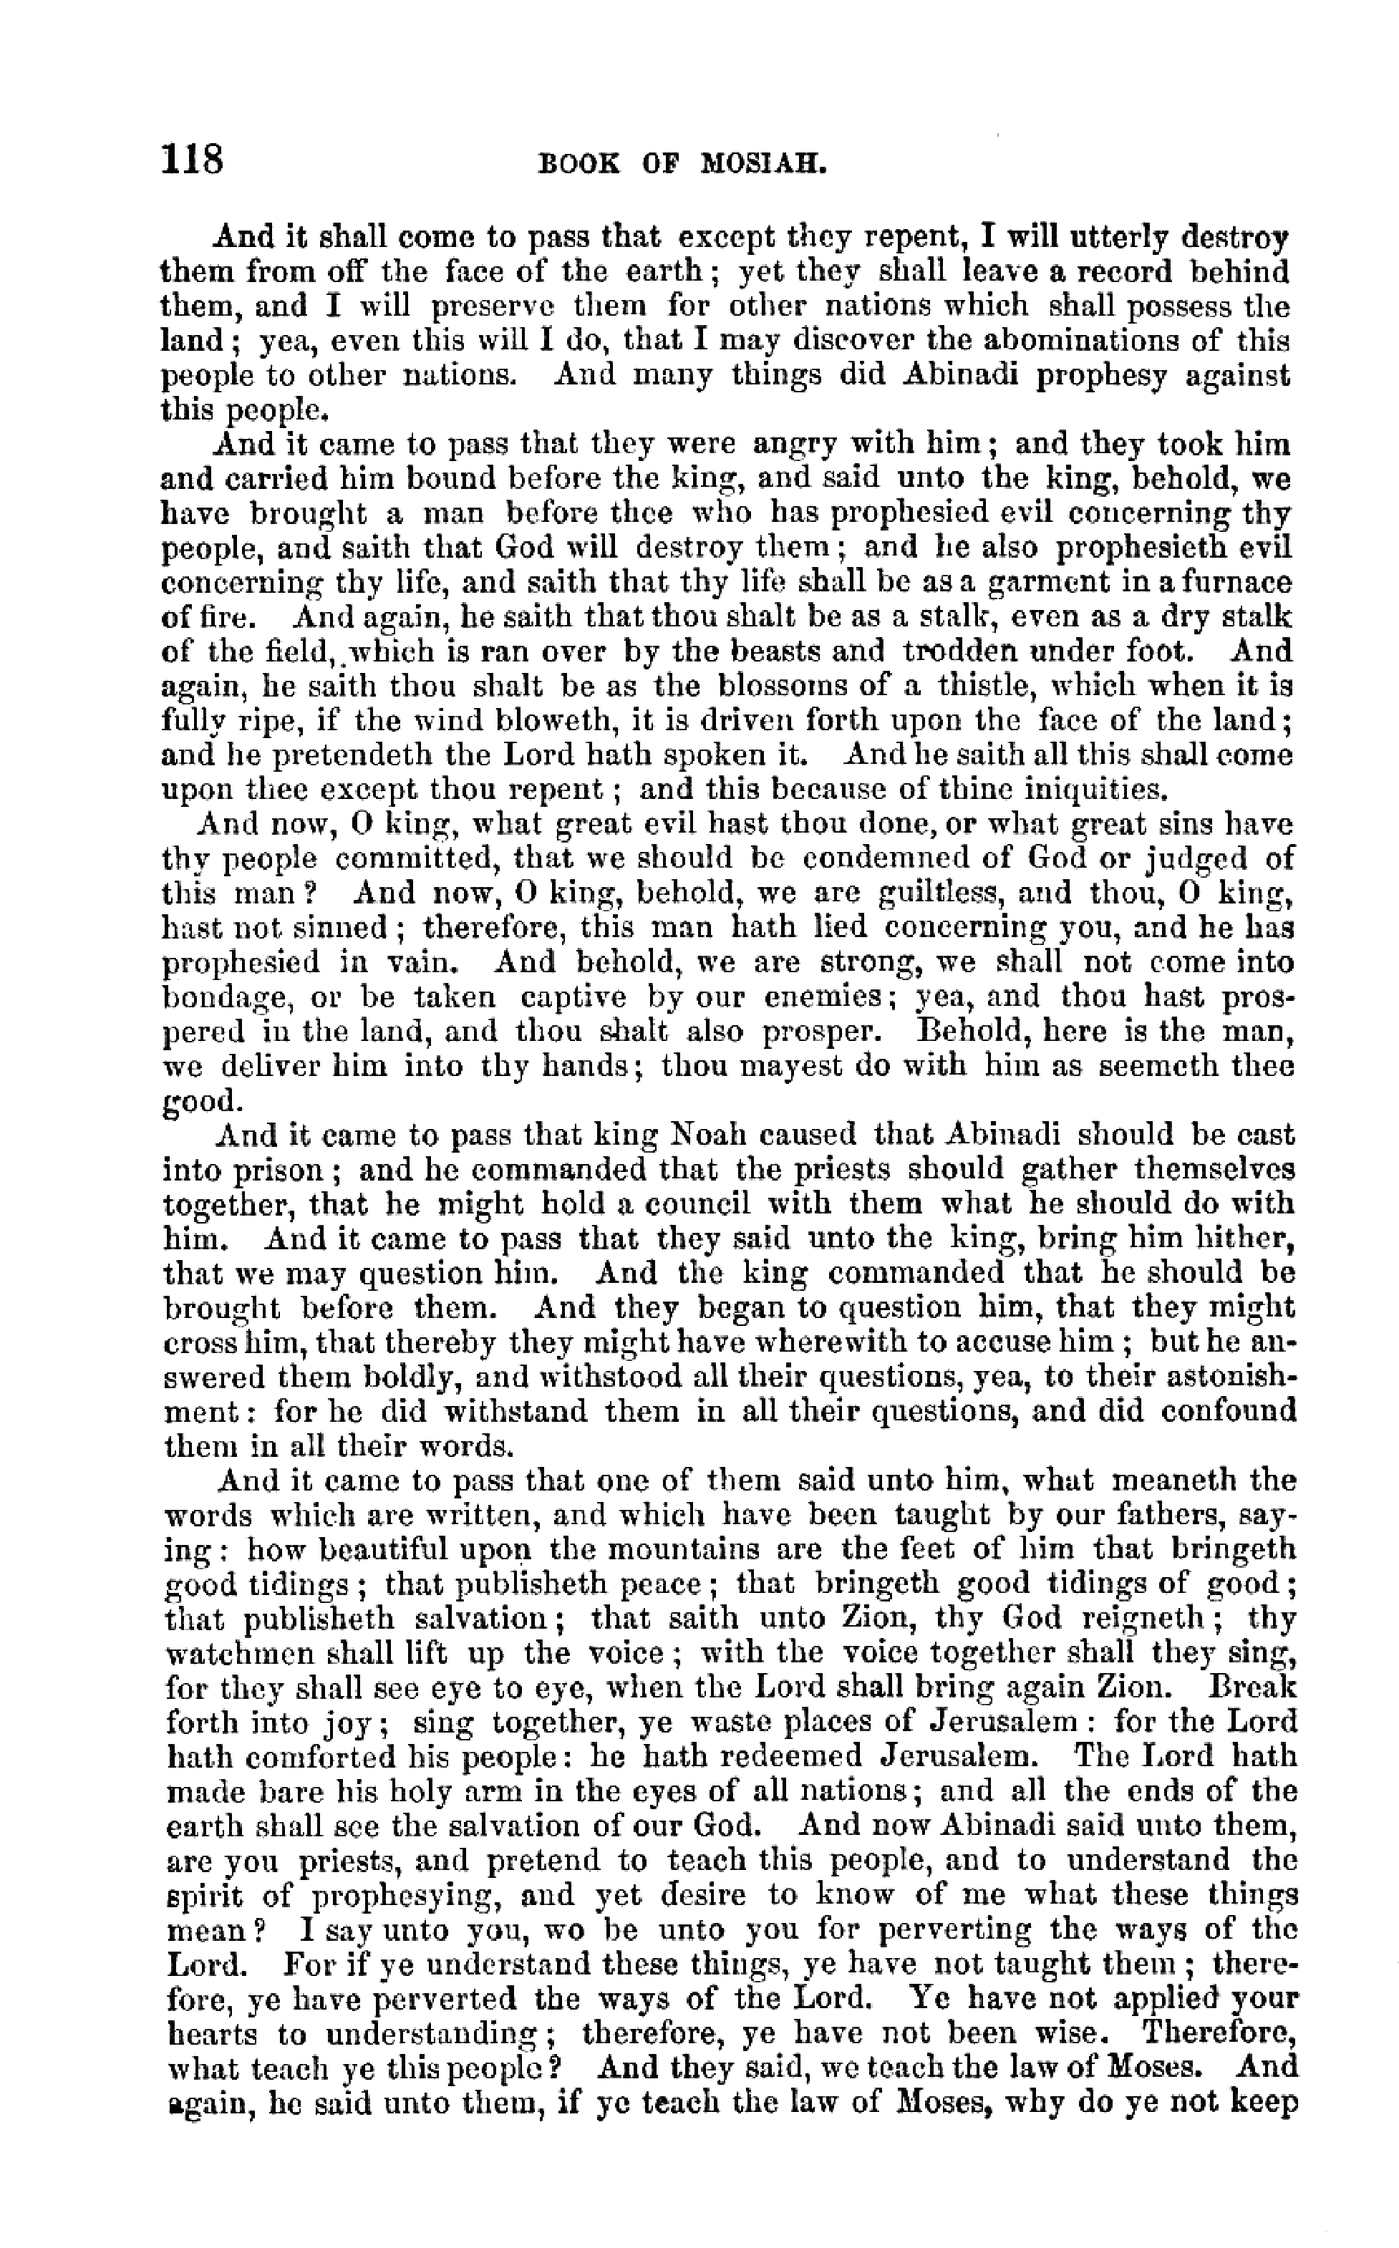 118 BOOK OF MOSIAH.
And it shall come to pass that except they repent, I will utterly destroy
them from off the face of the earth; yet they shall leave a record behind
them, and I will preserve them for other nations which shall possess the
land; yea, even this will I do, that I may discover the abominations of this
people to other nations. And many things did Abinadi prophesy against
this people.
And it came to pass that they were angry with him; and they took him
and carried him bound before the king, and said unto the king, behold, we
have brought a man before thee who has prophesied evil concerning thy
people, and saith that God will destroy them; and he also prophesieth evil
concerning thy life, and saith that thy life shall be as a garment in a furnace
of fire. And again, he saith that thou shalt be as a stalk, even as a dry stalk
of the field, which is ran over by the beasts and trodden under foot. And
again, he saith thou shalt be as the blossoms of a thistle, which when it is
fully ripe, if the wind bloweth, it is driven forth upon the face of the land;
and he pretendeth the Lord hath spoken it. And he saith all this shall come
upon thee except thou repent; and this because of thine iniquities.
And now, O king, what great evil hast thou done, or what great sins have
thy people committed, that we should be condemned of God or judged of
this man? And now, O king, behold, we are guiltless, and thou, O king,
hast not sinned; therefore, this man hath lied concerning you, and he has
prophesied in vain. And behold, we are strong, we shall not come into
bondage, or be taken captive by our enemies; yea, and thou hast pros-
pered in the land, and thou shalt also prosper. Behold, here is the man,
we deliver him into thy hands; thou mayest do with him as seemeth thee
good.
And it came to pass that king Noah caused that Abinadi should be cast
into prison; and he commanded that the priests should gather themselves
together, that he might hold a council with them what he should do with
him. And it came to pass that they said unto the king, bring him hither,
that we may question him. And the king commanded that he should be
brought before them. And they began to question him, that they might
cross him, that thereby they might have wherewith to accuse him; but he an-
swered them boldly, and withstood all their questions, yea, to their astonish-
ment: for he did withstand them in all their questions, and did confound
them in all their words.
And it came to pass that one of them said unto him, what meaneth the
words which are written, and which have been taught by our fathers, say-
ing: how beautiful upon the mountains are the feet of him that bringeth
good tidings; that publisheth peace; that bringeth good tidings of good;
that publisheth salvation; that saith unto Zion, thy God reigneth; thy
watchmen shall lift up the voice; with the voice together shall they sing,
for they shall see eye to eye, when the Lord shall bring again Zion. Break
forth into joy; sing together, ye waste places of Jerusalem: for the Lord
hath comforted his people: he hath redeemed Jerusalem. The Lord hath
made bare his holy arm in the eyes of all nations; and all the ends of the
earth shall see the salvation of our God. And now Abinadi said unto them,
are you priests, and pretend to teach this people, and to understand the
spirit of prophesying, and yet desire to know of me what these things
mean? I say unto you, wo be unto you for perverting the ways of the
Lord. For if ye understand these things, ye have not taught them; there-
fore, ye have perverted the ways of the Lord. Ye have not applied your
hearts to understanding; therefore, ye have not been wise. Therefore,
what teach ye this people? And they said, we teach the law of Moses. And
again, he said unto them, if ye teach the law of Moses, why do ye not keep